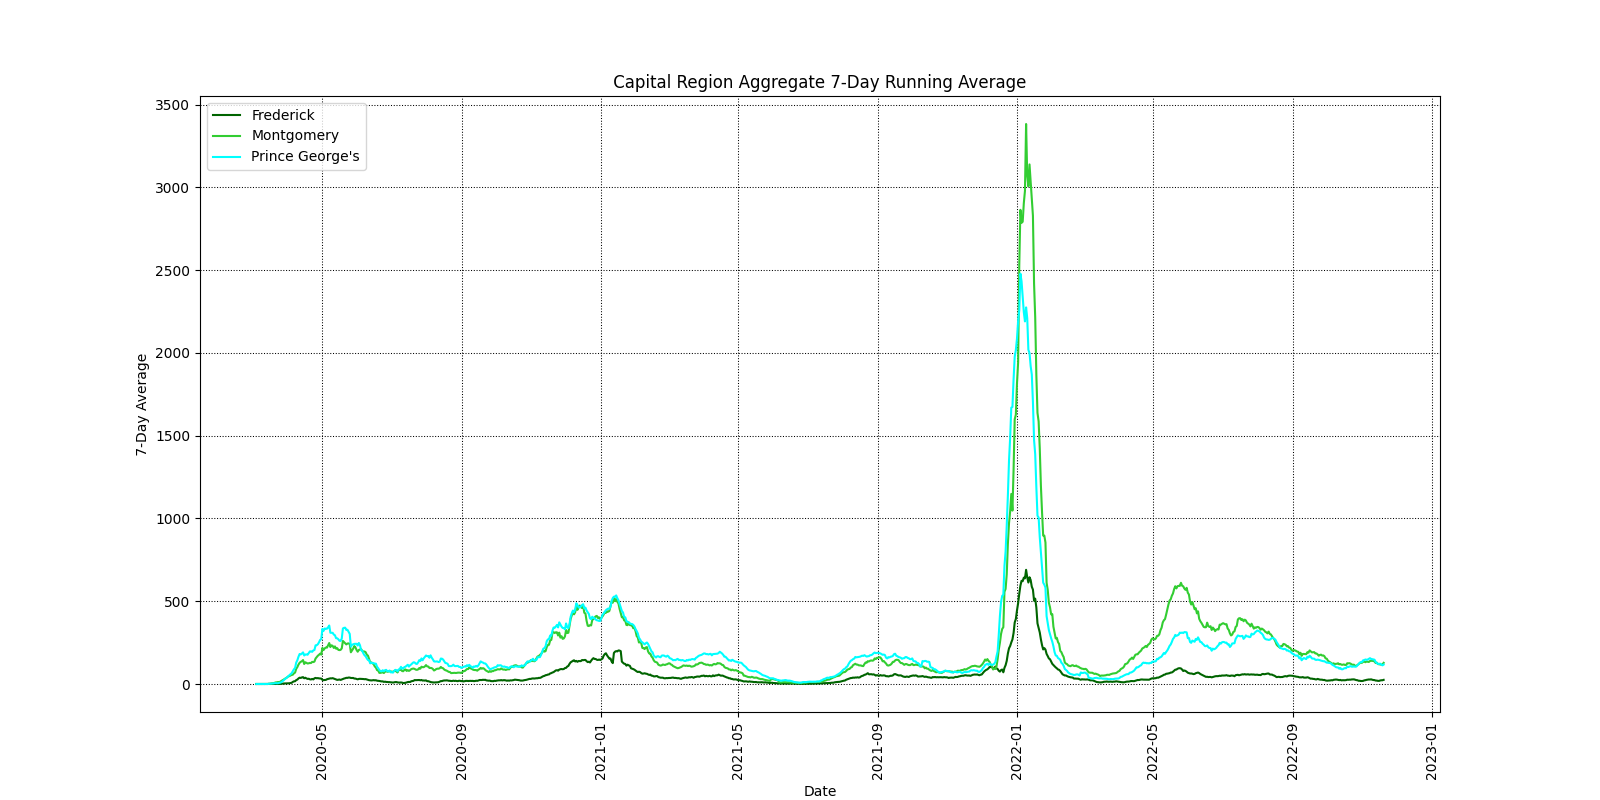 Capital Region Aggregate 7-Day Running Average
3500
3000
2500
2000
1500
1000
500
0
7-Day Average
Frederick
Montgomery
Prince George's
2020-05
2020-09
2021-01
2021-05
2021-09
2022-01
2022-05
2022-09
2023-01
Date